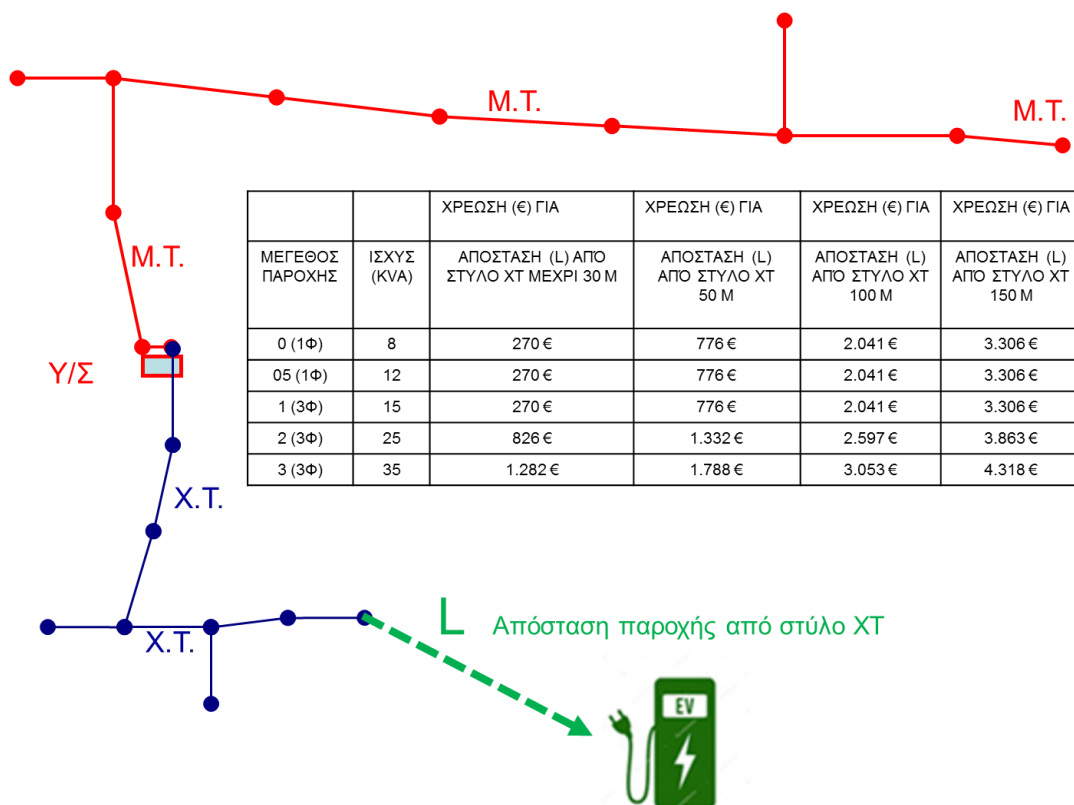 Μ.Τ.
Μ.Τ.
Μ.Τ.
Υ/Σ
ΧΡΕΩΣΗ (€) ΓΙΑ
ΧΡΕΩΣΗ (€) ΓΙΑ
ΧΡΕΩΣΗ (€) ΓΙΑ
ΧΡΕΩΣΗ (€) ΓΙΑ
ΜΕΓΕΘΟΣ
ΠΑΡΟΧΗΣ
ΙΣΧΥΣ
(KVA)
ΑΠΟΣΤΑΣΗ (L) ΑΠΌ
ΣΤΥΛΟ ΧΤ ΜΕΧΡΙ 30 Μ
ΑΠΟΣΤΑΣΗ (L)
ΑΠΌ ΣΤΥΛΟ ΧΤ
50 Μ
ΑΠΟΣΤΑΣΗ (L)
ΑΠΌ ΣΤΥΛΟ ΧΤ
100 Μ
ΑΠΟΣΤΑΣΗ (L)
ΑΠΌ ΣΤΥΛΟ ΧΤ
150 Μ
0 (1Φ) 8 270 € 776 € 2.041 € 3.306 €
05 (1Φ) 12 270 € 776 € 2.041 € 3.306 €
1 (3Φ) 15 270 € 776 € 2.041 € 3.306 €
2 (3Φ) 25 826 € 1.332 € 2.597 € 3.863 €
3 (3Φ) 35 1.282 € 1.788 € 3.053 € 4.318 €
Χ.Τ.
Χ.Τ.
L Απόσταση παροχής από στύλο ΧΤ
EV